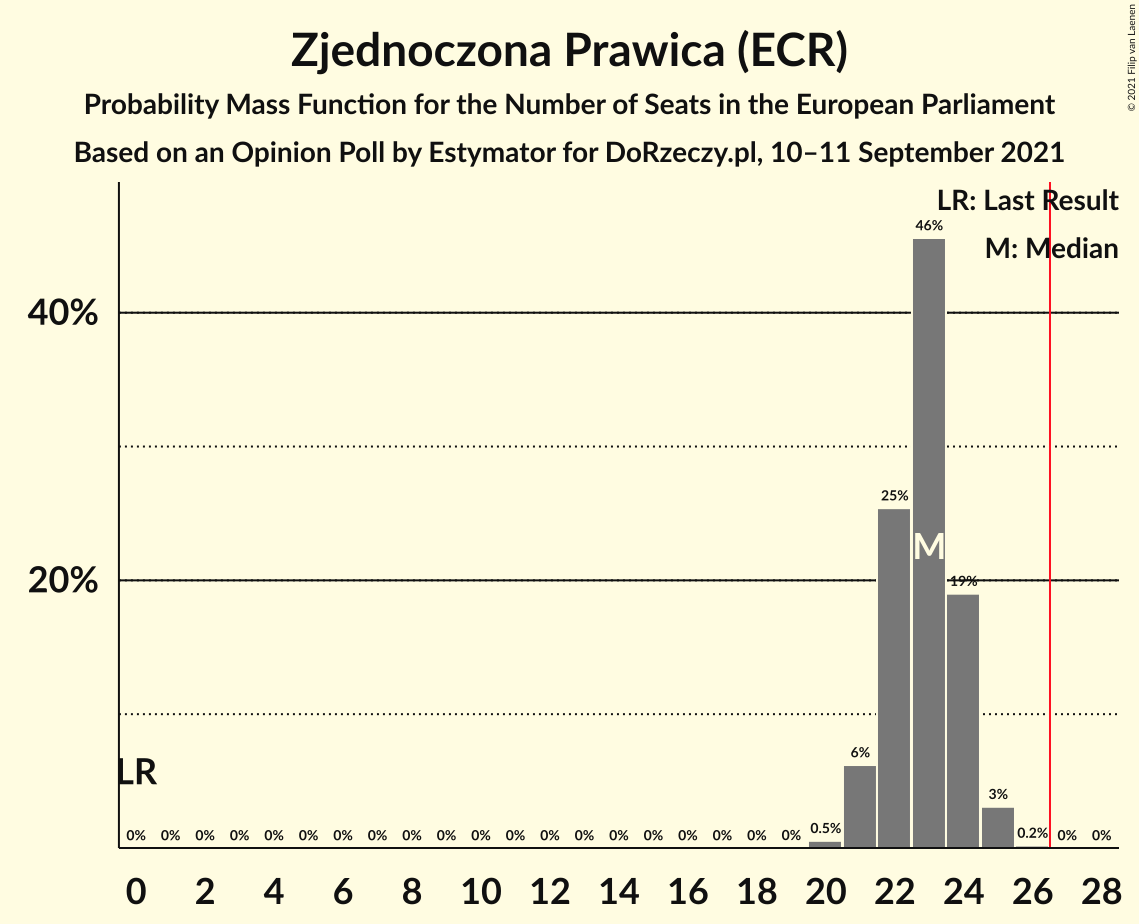 Zjednoczona Prawica (ECR)
Probability Mass Function for the Number of Seats in the European Parliament
Based on an Opinion Poll by Estymator for DoRzeczy.pl, 10–11 September 2021
© 2021 Filip van Laenen
LR: Last Result
M: Median
46%
40%
25%
M
20%
19%
LR
6%
3%
0% 0% 0% 0% 0% 0% 0% 0% 0% 0% 0% 0% 0% 0% 0% 0% 0% 0% 0% 0% 0.5% 0.2% 0% 0%
0 2 4 6 8 10 12 14 16 18 20 22 24 26 28